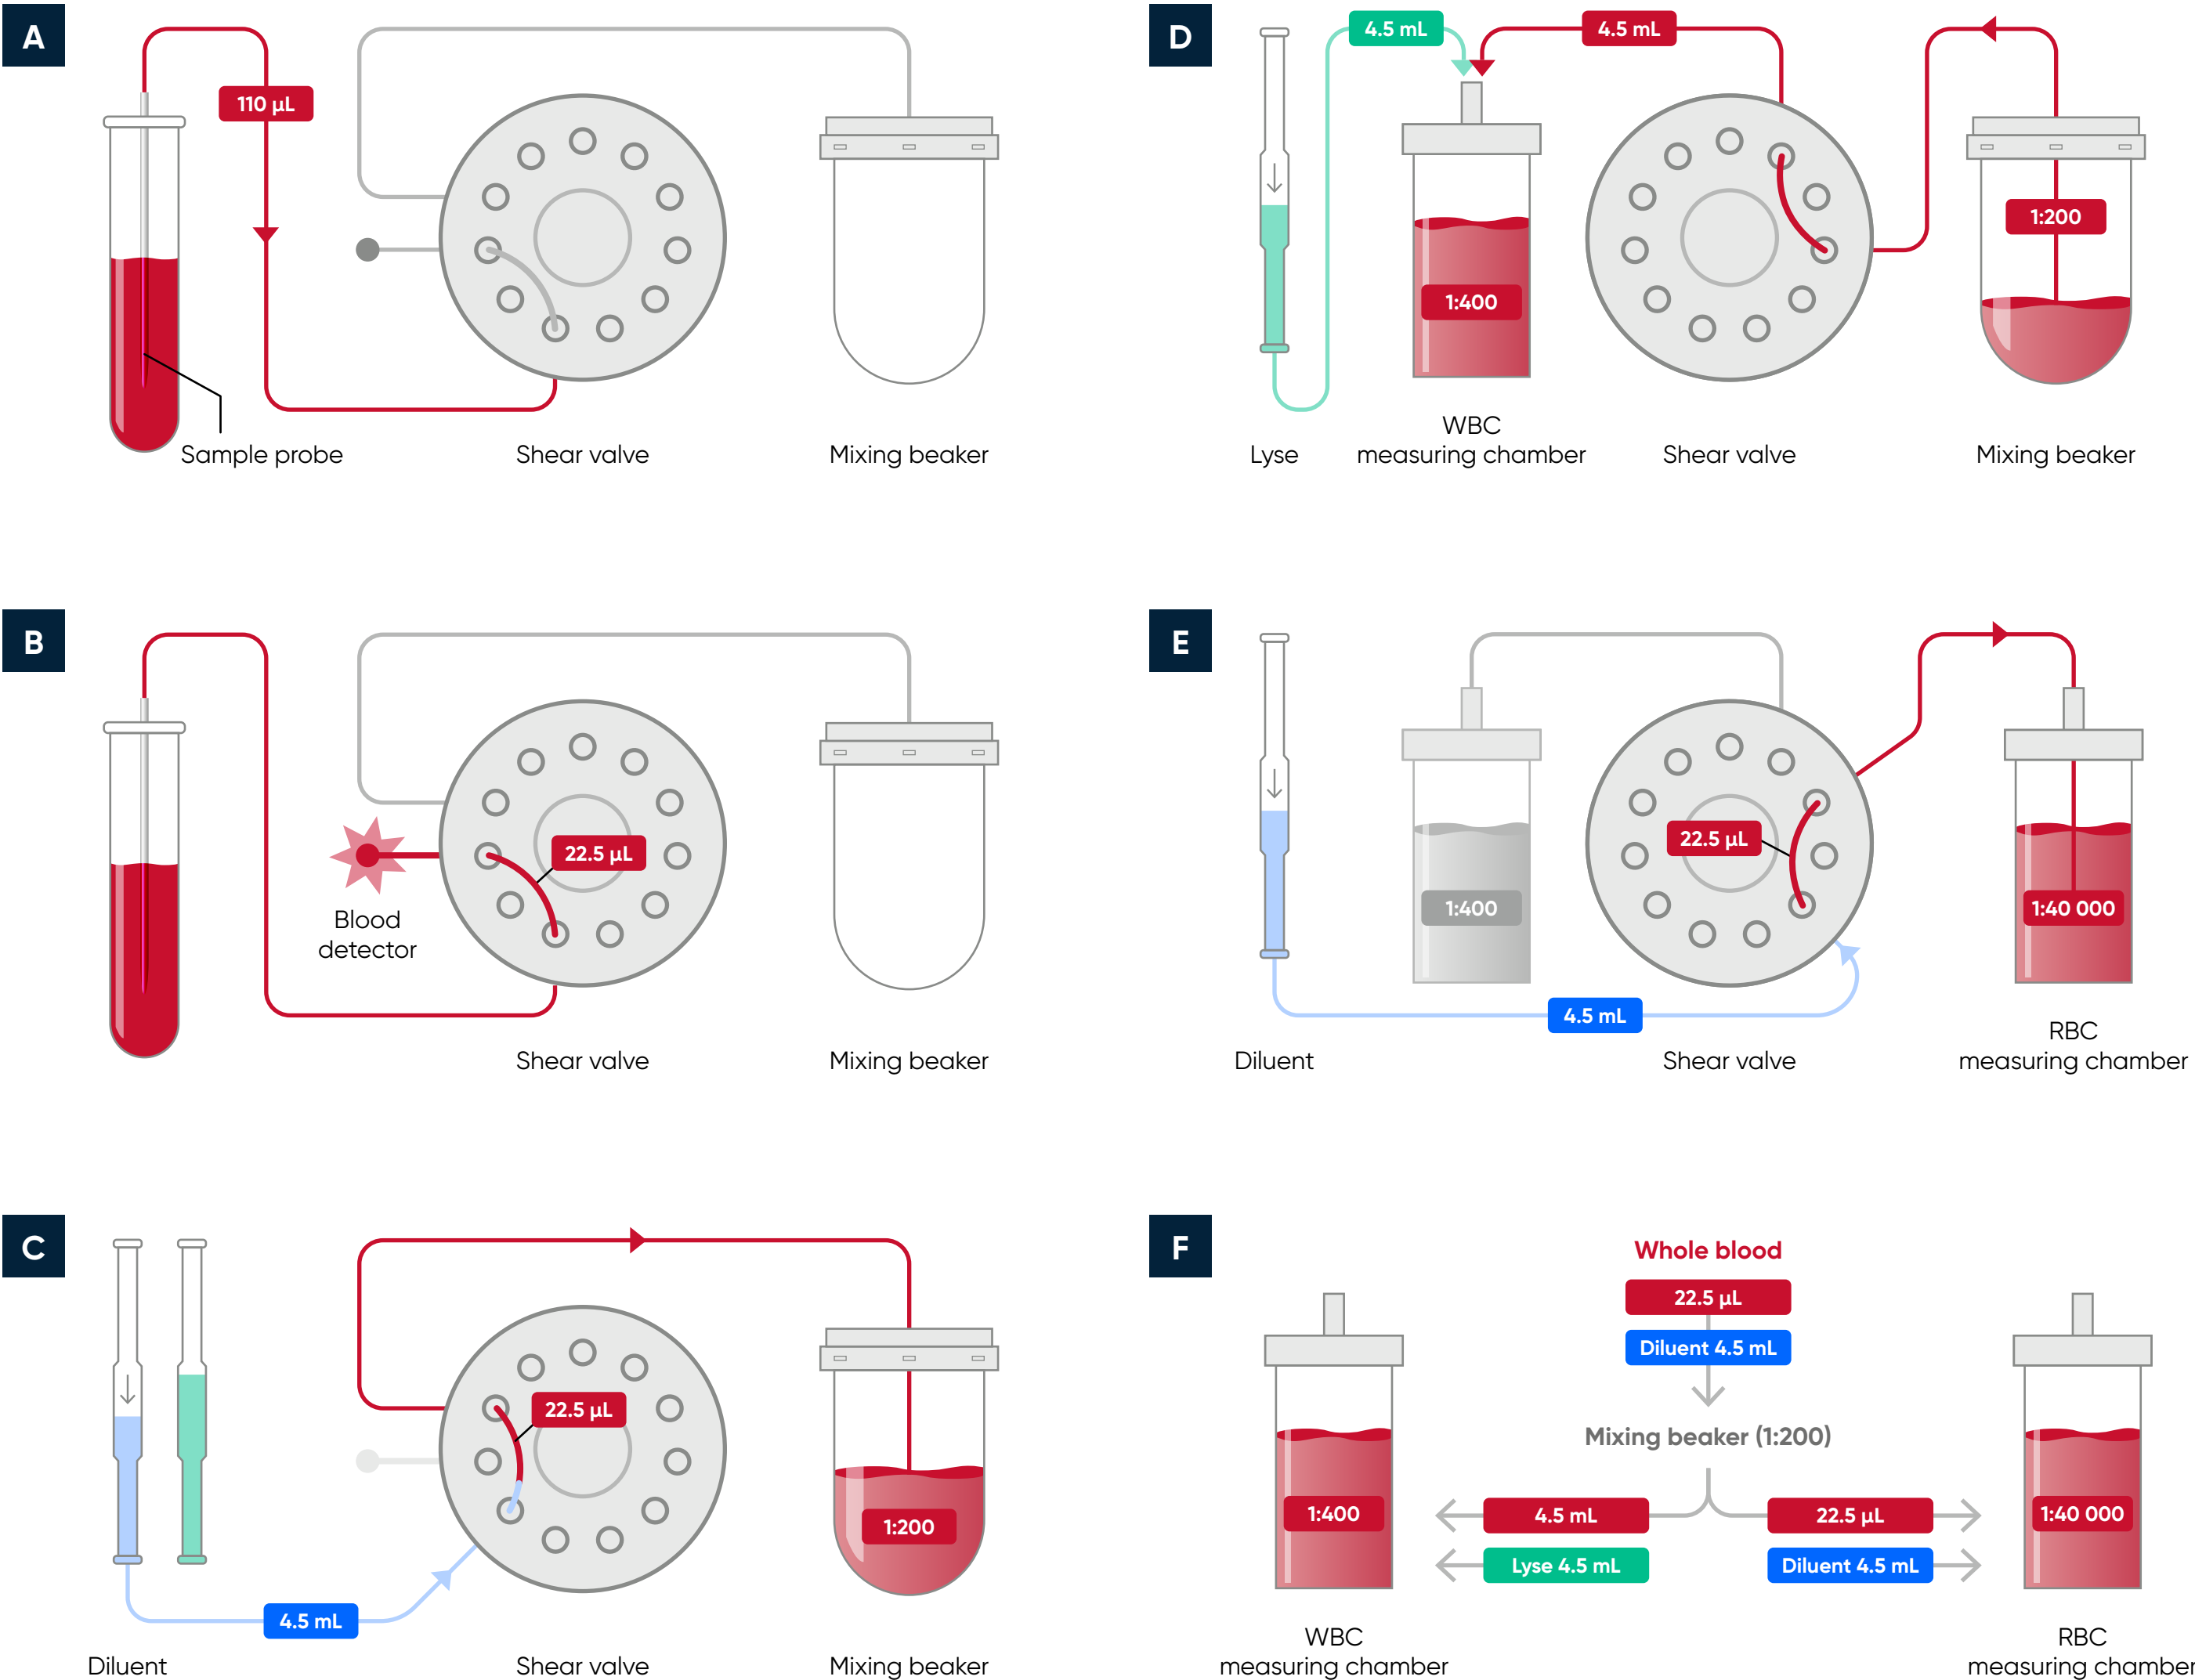 A
110 µL
Sample probe
Shear valve
Mixing beaker
B
22.5 µL
Blood
detector
Shear valve
Mixing beaker
C
22.5 µL
1:200
4.5 mL
Diluent
Shear valve
Mixing beaker
D
4.5 mL
4.5 mL
1:200
1:400
Lyse
WBC
measuring chamber
Shear valve
Mixing beaker
E
22.5 µL
1:400
1:40 000
4.5 mL
Diluent
Shear valve
RBC
measuring chamber
F
Whole blood
22.5 µL
Diluent 4.5 mL
Mixing beaker (1:200)
1:400
4.5 mL
22.5 µL
1:40 000
Lyse 4.5 mL
Diluent 4.5 mL
WBC
measuring chamber
RBC
measuring chamber